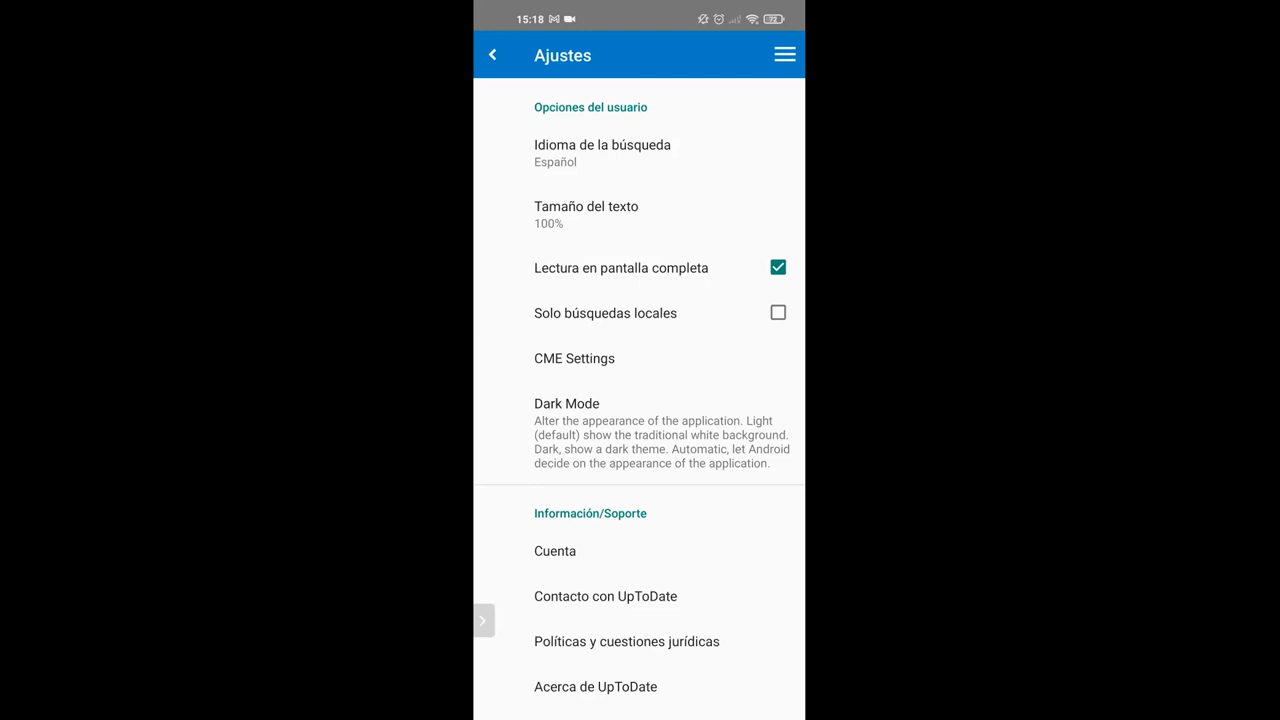 15:18
72
Ajustes
Opciones del usuario
Idioma de la búsqueda
Español
Tamaño del texto
100%
Lectura en pantalla completa
Solo búsquedas locales
CME Settings
Dark Mode
Alter the appearance of the application. Light
(default) show the traditional white background.
Dark, show a dark theme. Automatic, let Android
decide on the appearance of the application.
Información/Soporte
Cuenta
Contacto con UpToDate
Políticas y cuestiones jurídicas
Acerca de UpToDate